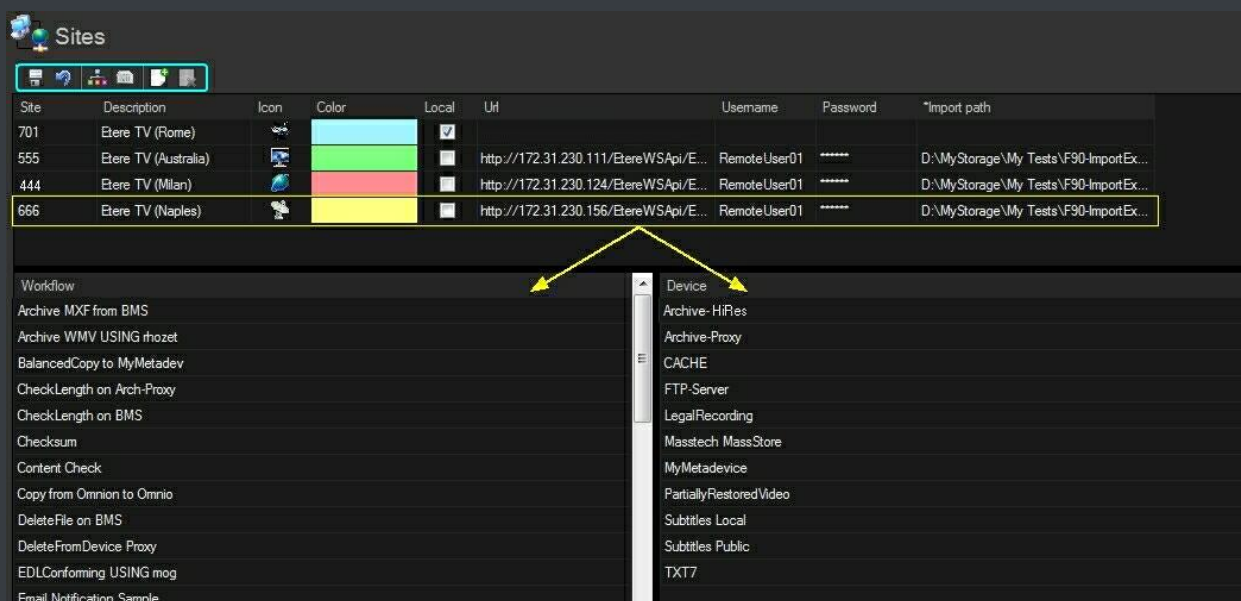 Sites
Site Description Icon Color Local Url Username Password *Import path
701 Etere TV (Rome)
555 Etere TV (Australia) http://172.31.230.111/EtereWSApi/E... RemoteUser01 ****** D:\MyStorage\My Tests\F90-ImportEx...
444 Etere TV (Milan) http://172.31.230.124/EtereWSApi/E... RemoteUser01 ****** D:\MyStorage\My Tests\F90-ImportEx...
666 Etere TV (Naples) http://172.31.230.156/EtereWSApi/E... RemoteUser01 ****** D:\MyStorage\My Tests\F90-ImportEx...
Workflow
Archive MXF from BMS
Archive WMV USING rhozet
BalancedCopy to MyMetadev
CheckLength on Arch-Proxy
CheckLength on BMS
Checksum
Content Check
Copy from Omnion to Omnio
DeleteFile on BMS
DeleteFromDevice Proxy
EDLConforming USING mog
Email Notification Sample
Device
Archive-HiRes
Archive-Proxy
CACHE
FTP-Server
LegalRecording
Masstech MassStore
MyMetadevice
PartiallyRestoredVideo
Subtitles Local
Subtitles Public
TXT7